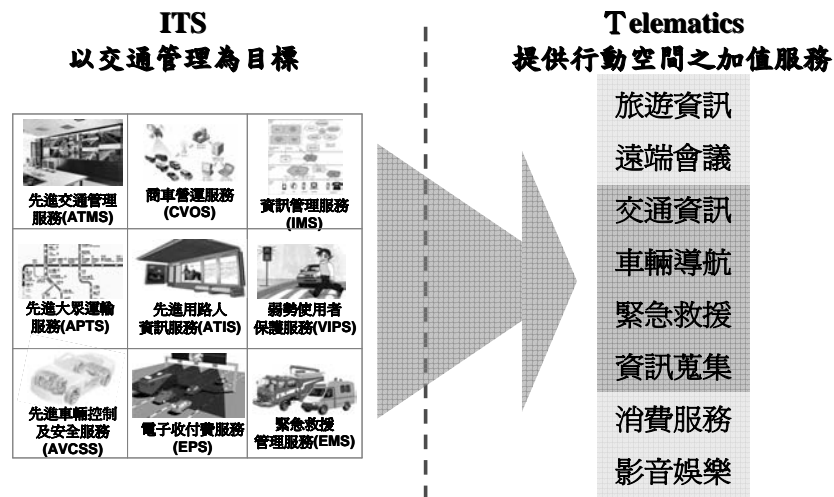 ITS
以交通管理為目標
先進交通管理
服務(ATMS)
商車營運服務
(CVOS)
資訊管理服務
(IMS)
先進大眾運輸
服務(APTS)
先進用路人
資訊服務(ATIS)
弱勢使用者
保護服務(VIPS)
先進車輛控制
及安全服務
(AVCSS)
電子收付費服務
(EPS)
緊急救援
管理服務(EMS)
Telematics
提供行動空間之加值服務
旅遊資訊
遠端會議
交通資訊
車輛導航
緊急救援
資訊蒐集
消費服務
影音娛樂